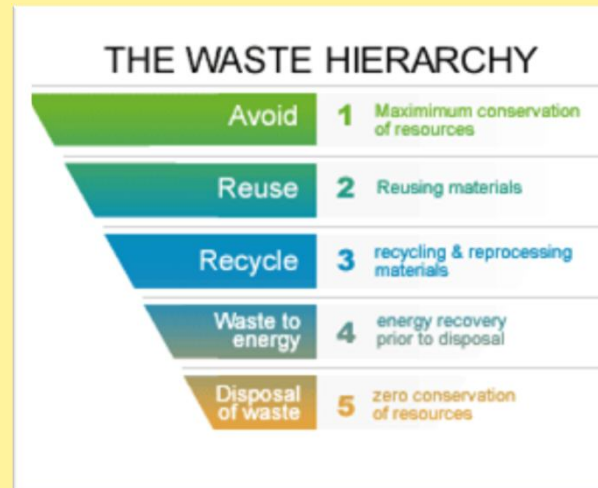 THE WASTE HIERARCHY
Avoid 1 Maximimum conservation
of resources
Reuse 2 Reusing materials
Recycle 3 recycling & reprocessing
materials
Waste to
energy 4 energy recovery
prior to disposal
Disposal
of waste 5 zero conservation
of resources